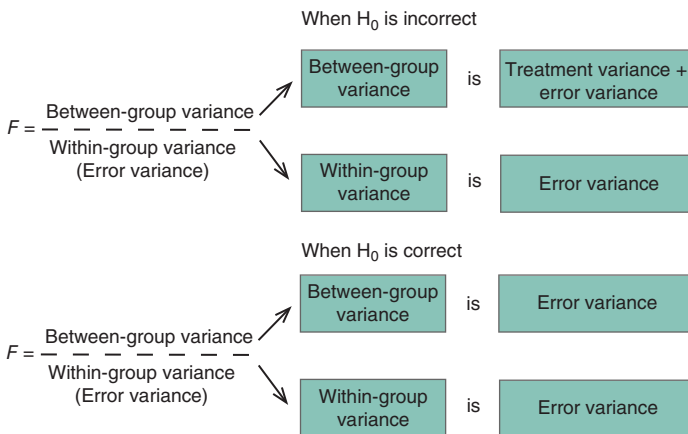 When H₀ is incorrect
Between-group
variance
is
Treatment variance +
error variance
F =
Between-group variance
Within-group variance
(Error variance)
Within-group
variance
is
Error variance
When H₀ is correct
Between-group
variance
is
Error variance
F =
Between-group variance
Within-group variance
(Error variance)
Within-group
variance
is
Error variance